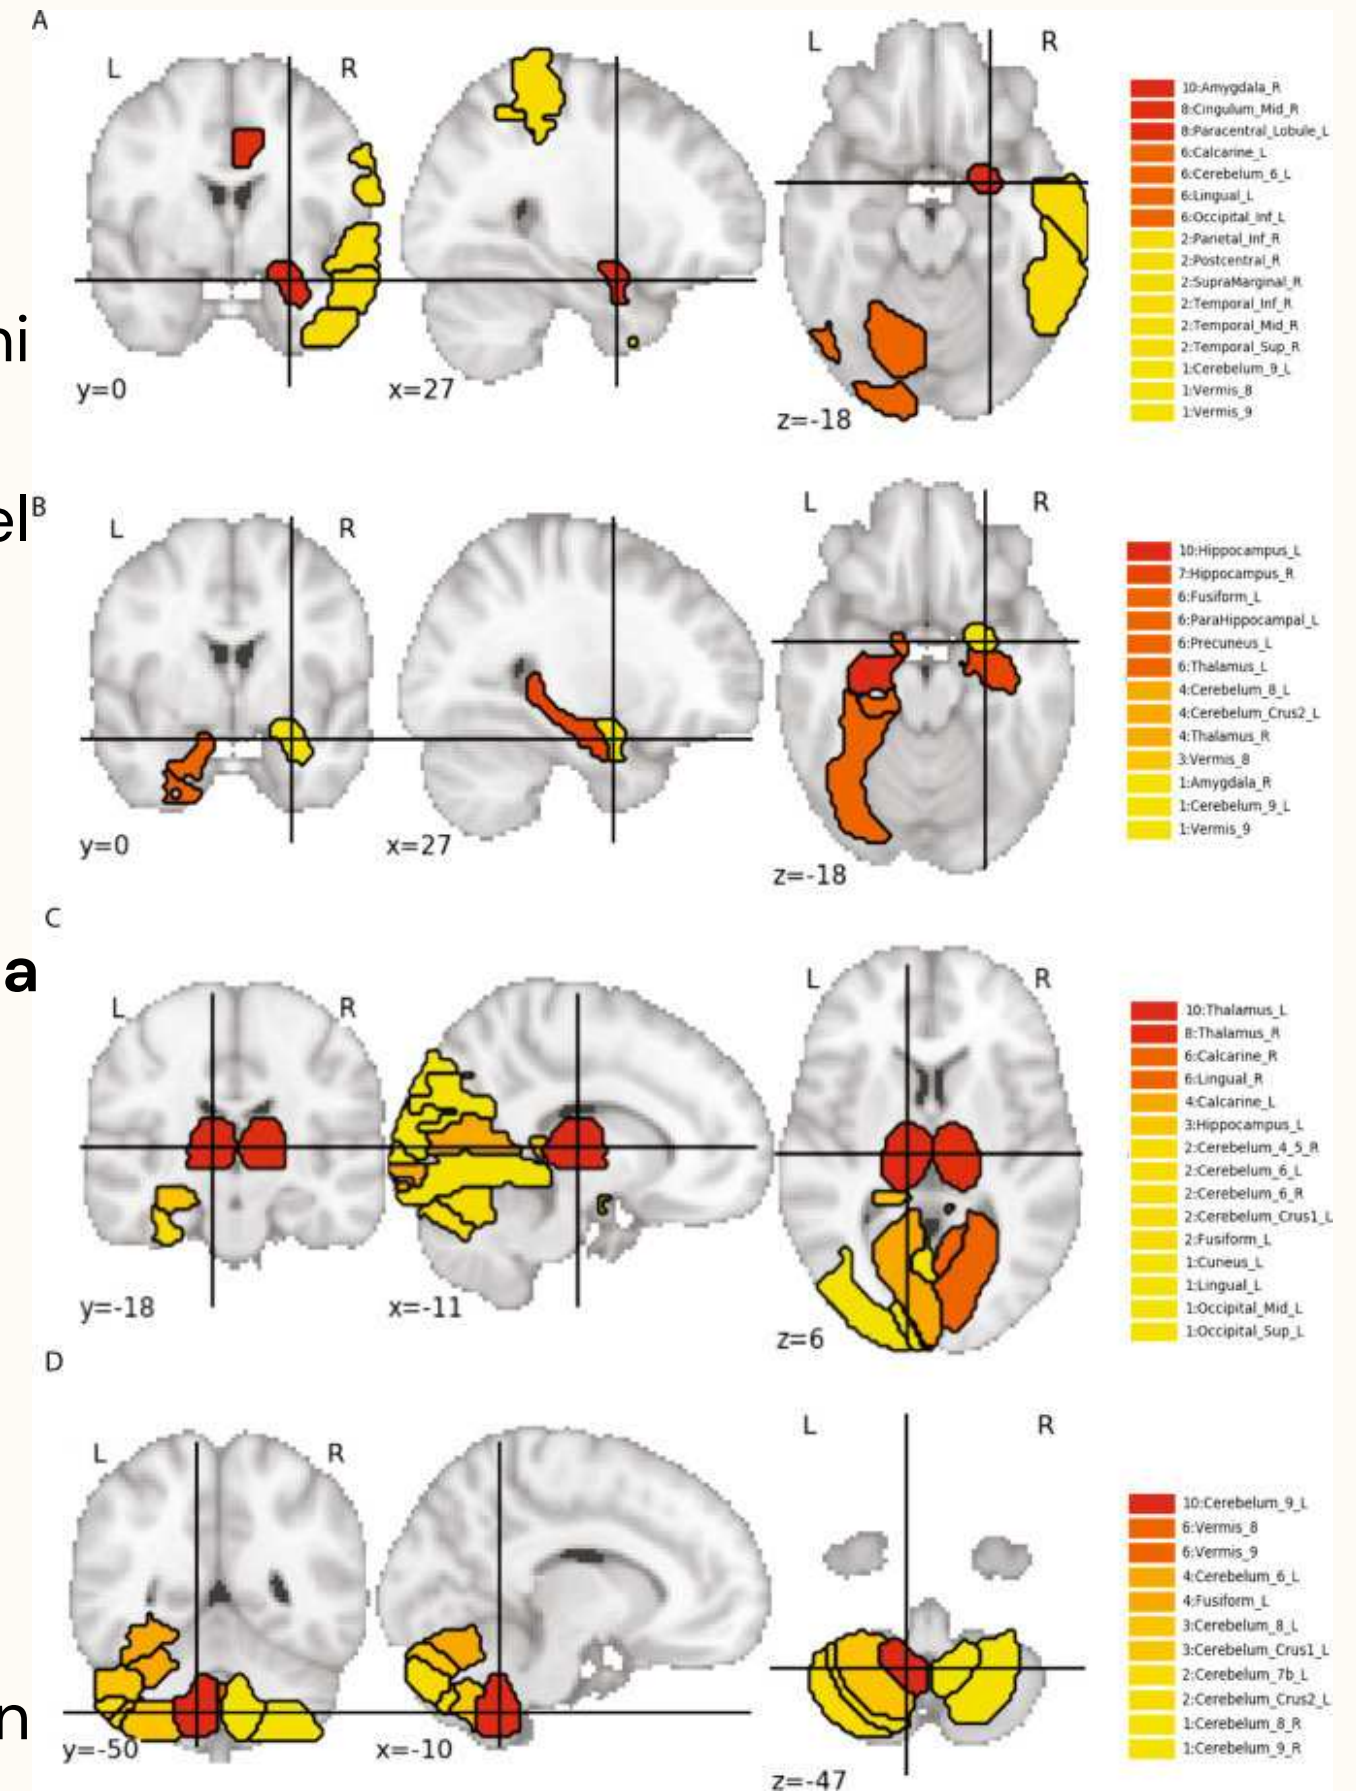 A
L
R
L
R
y=0
x=27
z=-18
10:Amygdala_R
8:Cingulum_Mid_R
8:Paracentral_Lobule_L
6:Calcarine_L
6:Cerebelum_6_L
6:Lingual_L
6:Occipital_Inf_L
2:Parietal_Inf_R
2:Postcentral_R
2:SupraMarginal_R
2:Temporal_Inf_R
2:Temporal_Mid_R
2:Temporal_Sup_R
1:Cerebelum_9_L
1:Vermis_8
1:Vermis_9
ni
el
B
L
R
L
R
y=0
x=27
z=-18
10:Hippocampus_L
7:Hippocampus_R
6:Fusiform_L
6:ParaHippocampal_L
6:Precuneus_L
6:Thalamus_L
4:Cerebelum_8_L
4:Cerebelum_Crus2_L
4:Thalamus_R
3:Vermis_8
1:Amygdala_R
1:Cerebelum_9_L
1:Vermis_9
C
a
L
R
L
R
y=-18
x=-11
z=6
10:Thalamus_L
8:Thalamus_R
6:Calcarine_R
6:Lingual_R
4:Calcarine_L
3:Hippocampus_L
2:Cerebelum_4_5_R
2:Cerebelum_6_L
2:Cerebelum_6_R
2:Cerebelum_Crus1_L
2:Fusiform_L
1:Cuneus_L
1:Lingual_L
1:Occipital_Mid_L
1:Occipital_Sup_L
D
L
R
L
R
y=-50
x=-10
z=-47
10:Cerebelum_9_L
6:Vermis_8
6:Vermis_9
4:Cerebelum_6_L
4:Fusiform_L
3:Cerebelum_8_L
3:Cerebelum_Crus1_L
2:Cerebelum_7b_L
2:Cerebelum_Crus2_L
1:Cerebelum_8_R
1:Cerebelum_9_R
n